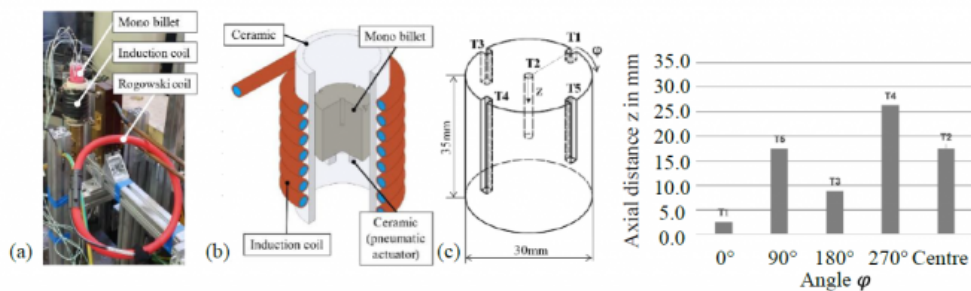 Mono billet
Induction coil
Rogowski coil
(a)
Ceramic
Mono billet
(b)
Induction coil
Ceramic
(pneumatic
actuator)
T3
T1
φ
T2
z
T4
T5
35mm
(c)
30mm
Axial distance z in mm
35.0
30.0
25.0
20.0
15.0
10.0
5.0
0.0
T1
T5
T3
T4
T2
0° 90° 180° 270° Centre
Angle φ